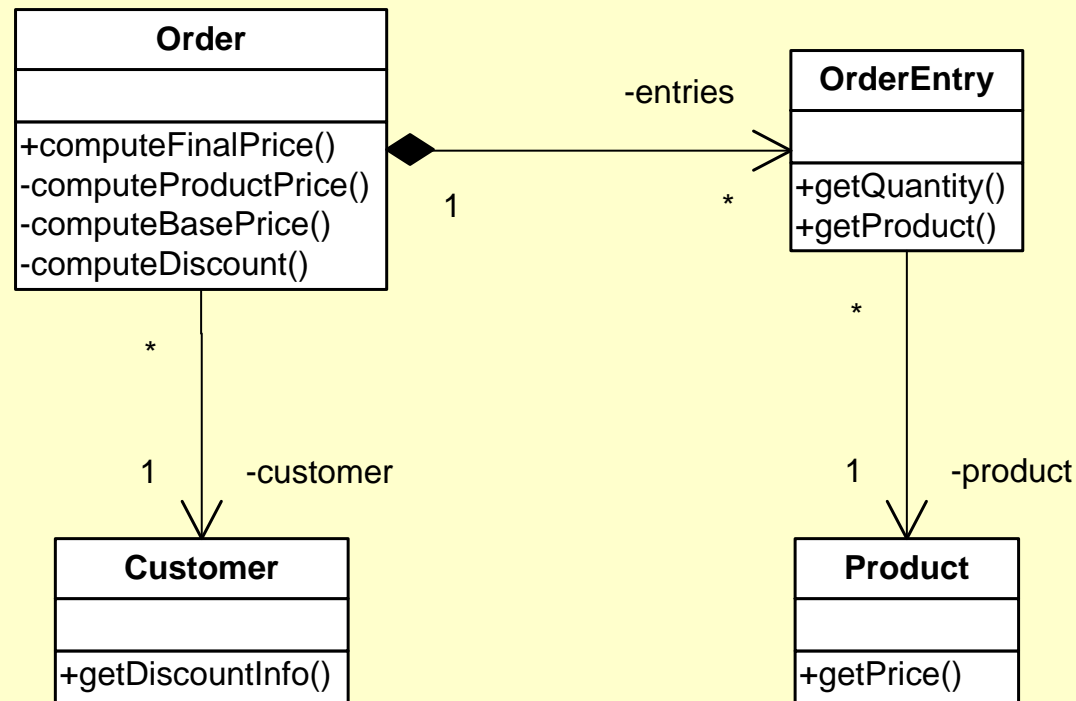 Order
+computeFinalPrice()
-computeProductPrice()
-computeBasePrice()
-computeDiscount()
-entries
1
*
OrderEntry
+getQuantity()
+getProduct()
*
1
-customer
*
1
-product
Customer
+getDiscountInfo()
Product
+getPrice()